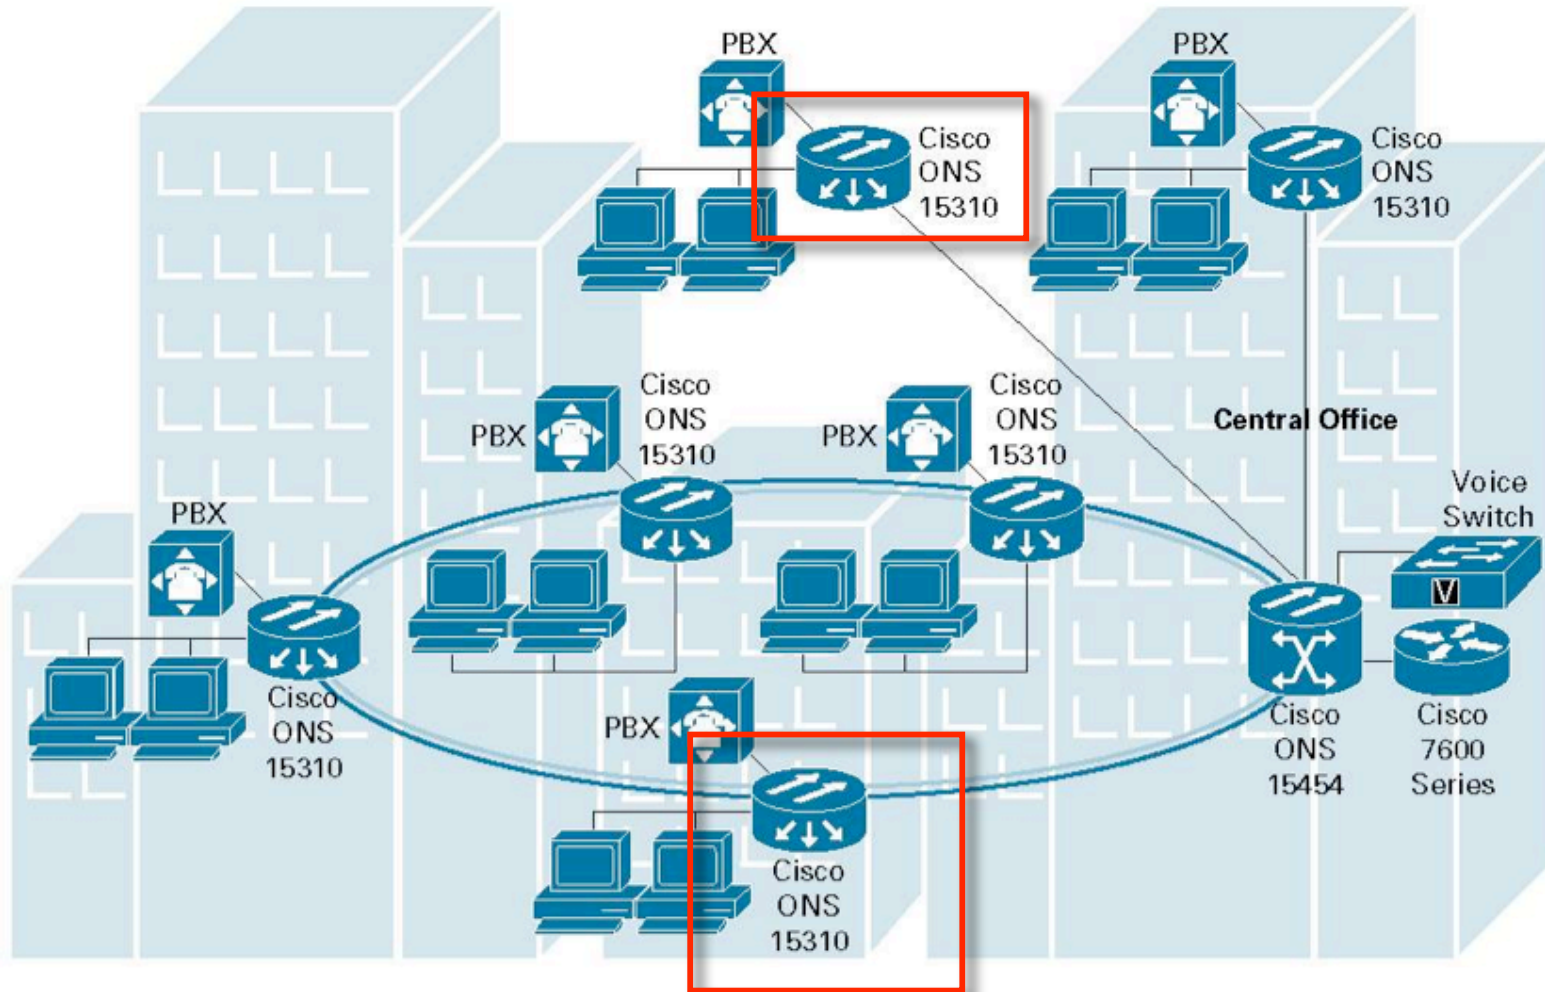 PBX
Cisco
ONS
15310
PBX
Cisco
ONS
15310
PBX
Cisco
ONS
15310
PBX
Cisco
ONS
15310
Central Office
Voice
Switch
V
PBX
Cisco
ONS
15310
PBX
Cisco
ONS
15310
Cisco
ONS
15454
Cisco
7600
Series